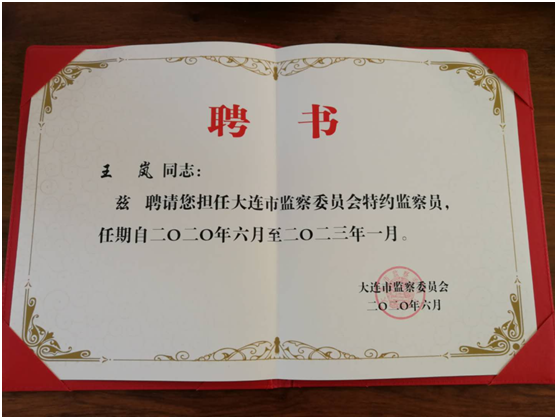 聘 书
王 岚 同志：
兹 聘请您担任大连市监察委员会特约监察员，
任期自二〇二〇年六月至二〇二三年一月。
大连市监察委员会
二〇二〇年六月